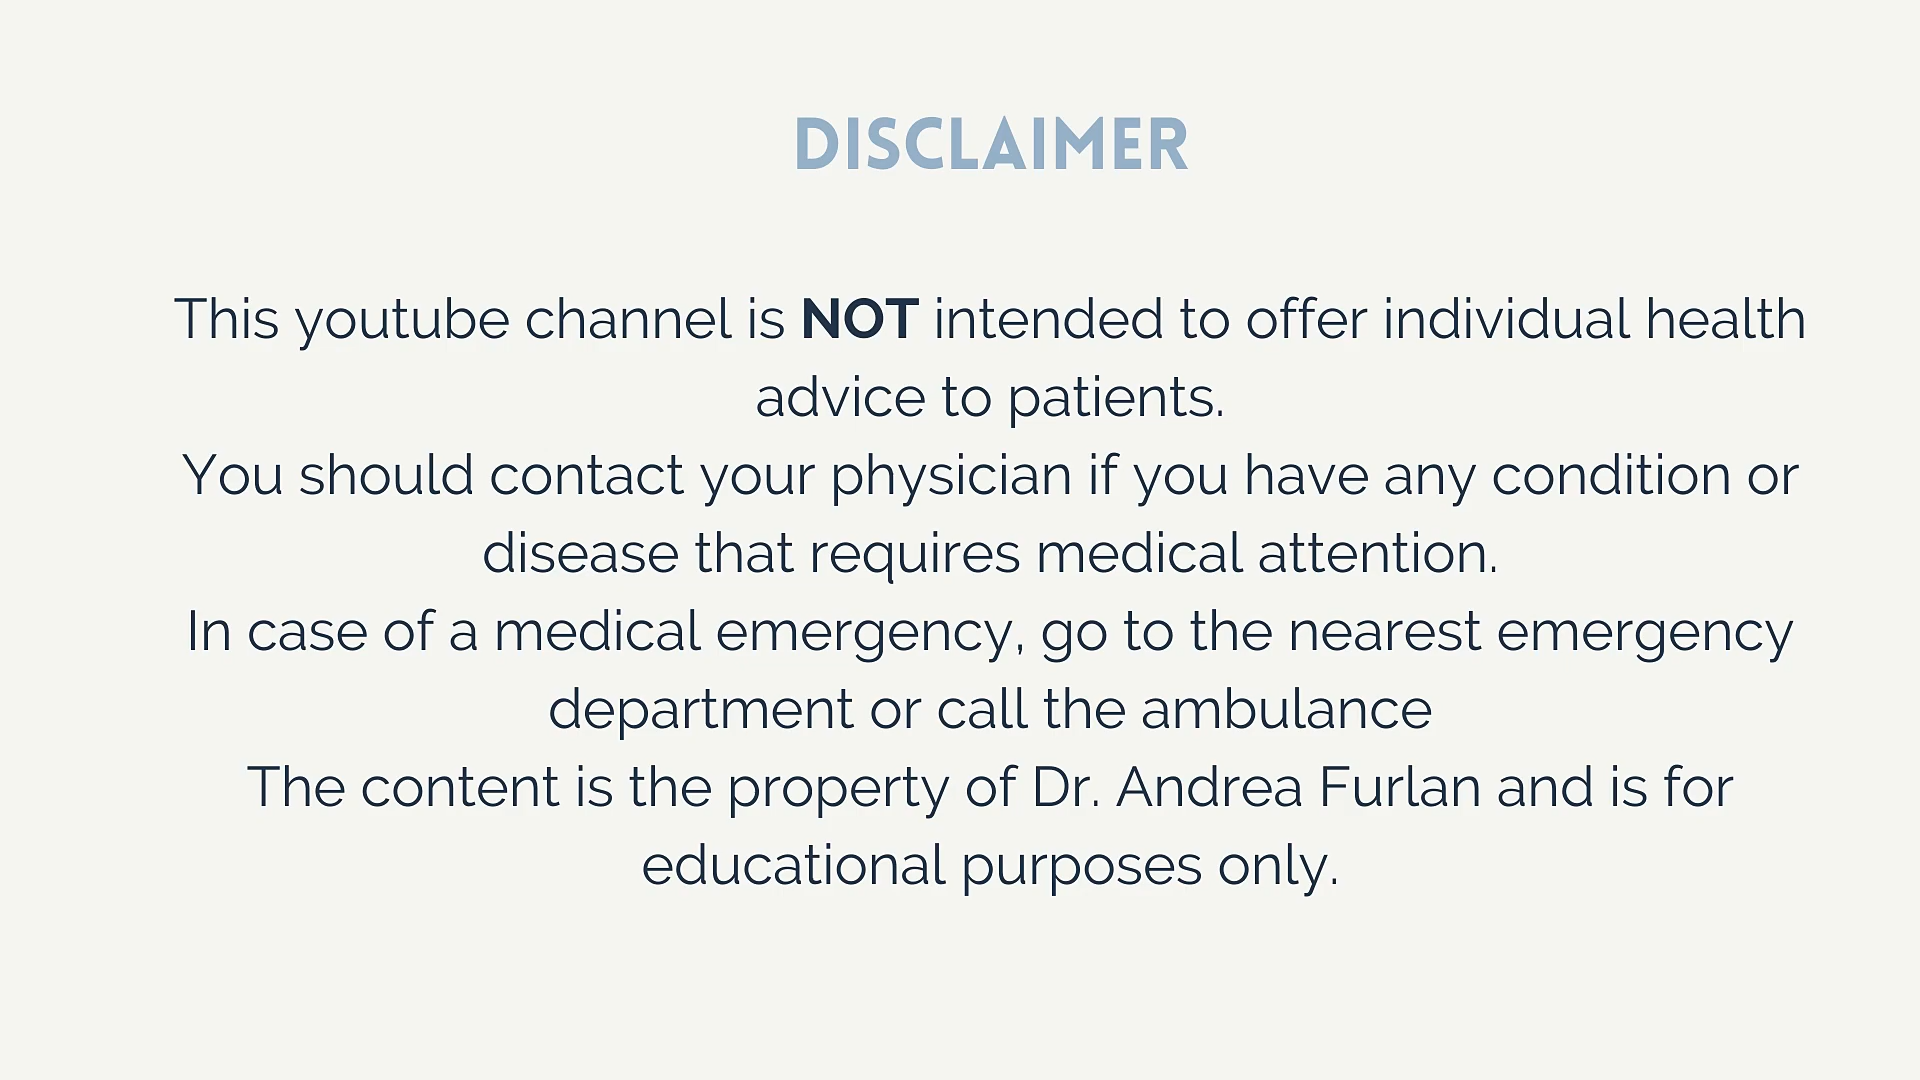 DISCLAIMER
This youtube channel is NOT intended to offer individual health
advice to patients.
You should contact your physician if you have any condition or
disease that requires medical attention.
In case of a medical emergency, go to the nearest emergency
department or call the ambulance
The content is the property of Dr. Andrea Furlan and is for
educational purposes only.